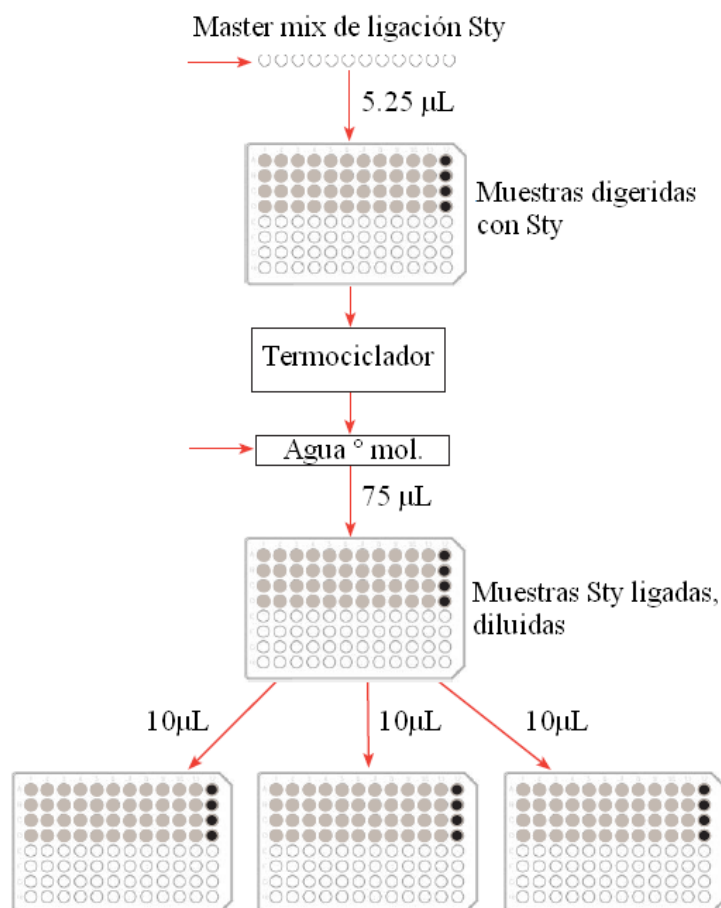 Master mix de ligación Sty
5.25 µL
Muestras digeridas
con Sty
Termociclador
Agua ° mol.
75 µL
Muestras Sty ligadas,
diluidas
10µL
10µL
10µL